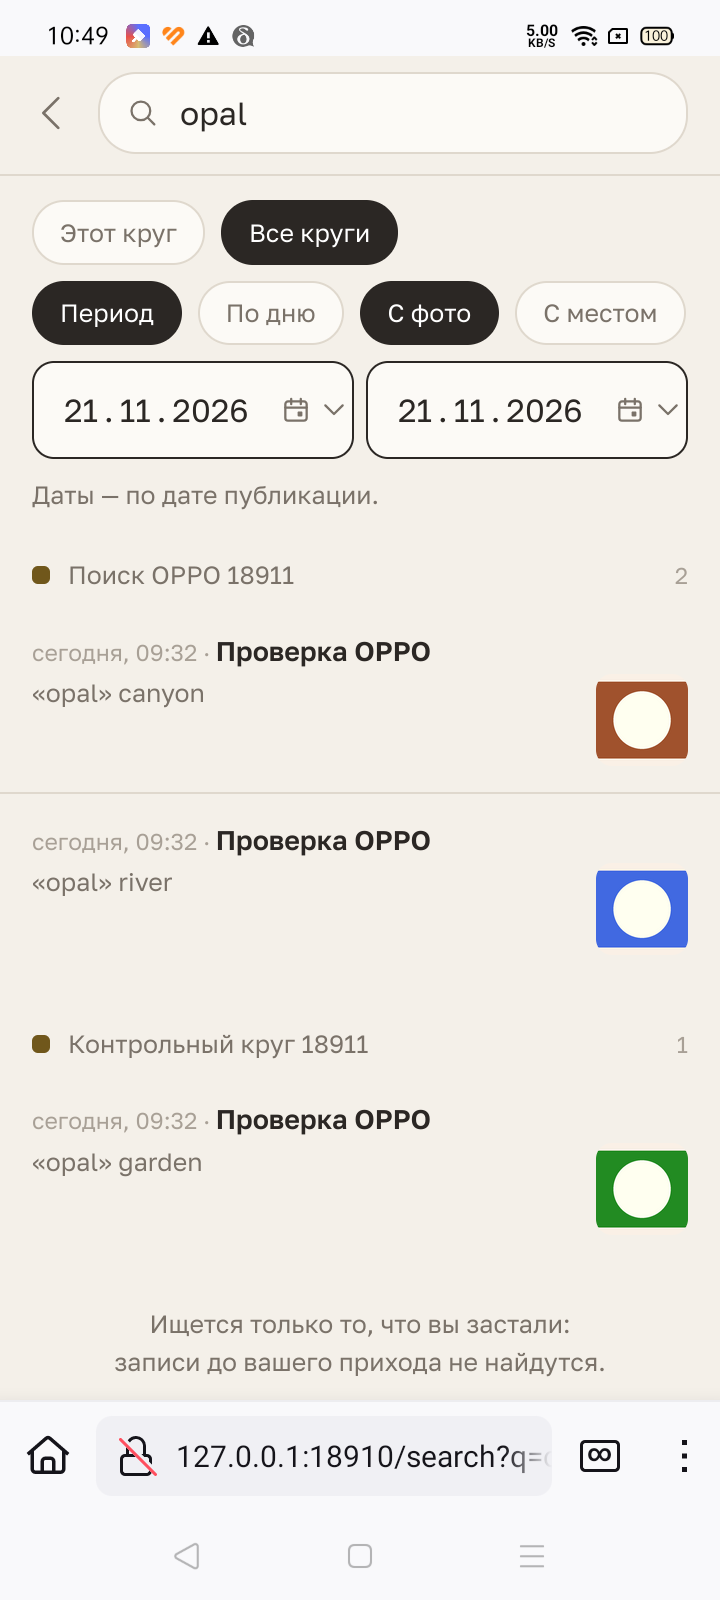 10:49
5.00
KB/S
100
opal
Этот круг
Все круги
Период
По дню
С фото
С местом
21.11.2026
21.11.2026
Даты — по дате публикации.
Поиск OPPO 18911
2
сегодня, 09:32 · Проверка OPPO
«opal» canyon
сегодня, 09:32 · Проверка OPPO
«opal» river
Контрольный круг 18911
1
сегодня, 09:32 · Проверка OPPO
«opal» garden
Ищется только то, что вы застали:
записи до вашего прихода не найдутся.
127.0.0.1:18910/search?q=